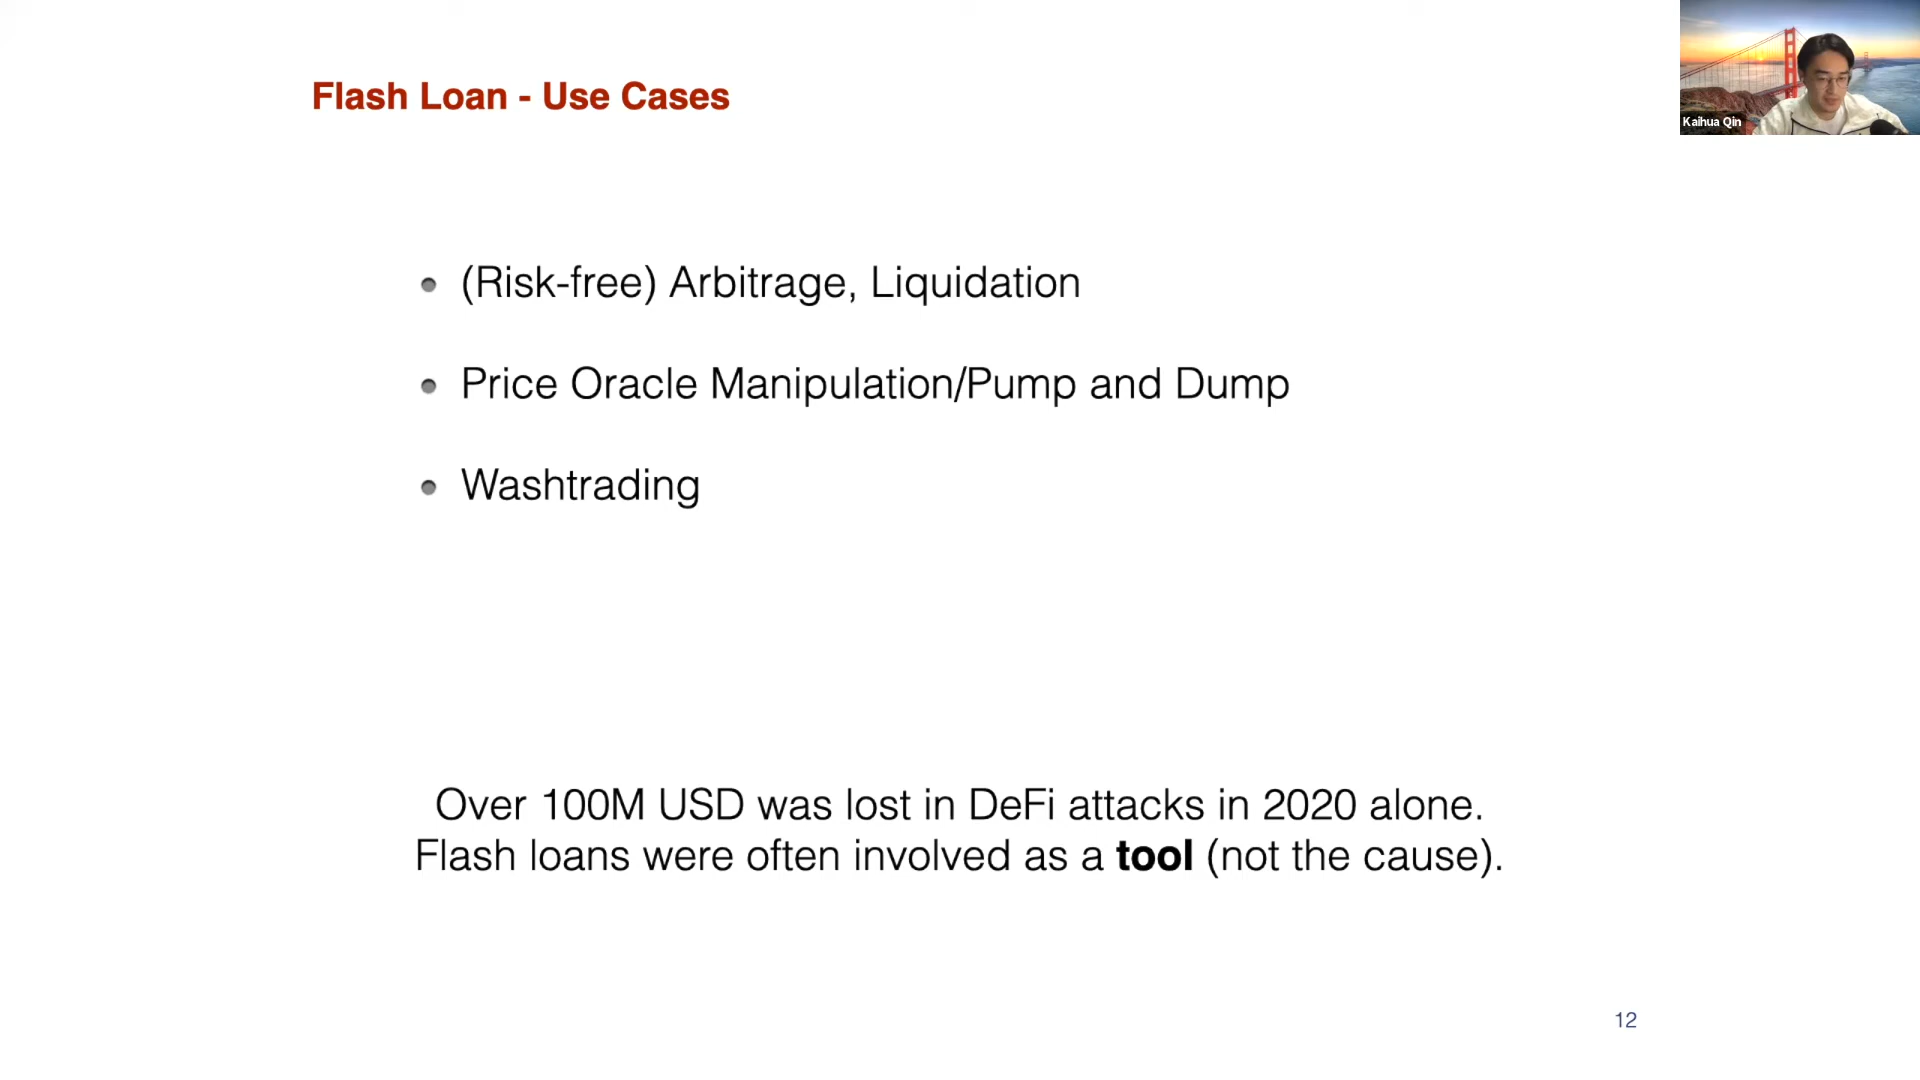 Flash Loan - Use Cases
Kaihua Qin
(Risk-free) Arbitrage, Liquidation
Price Oracle Manipulation/Pump and Dump
Washtrading
Over 100M USD was lost in DeFi attacks in 2020 alone.
Flash loans were often involved as a tool (not the cause).
12